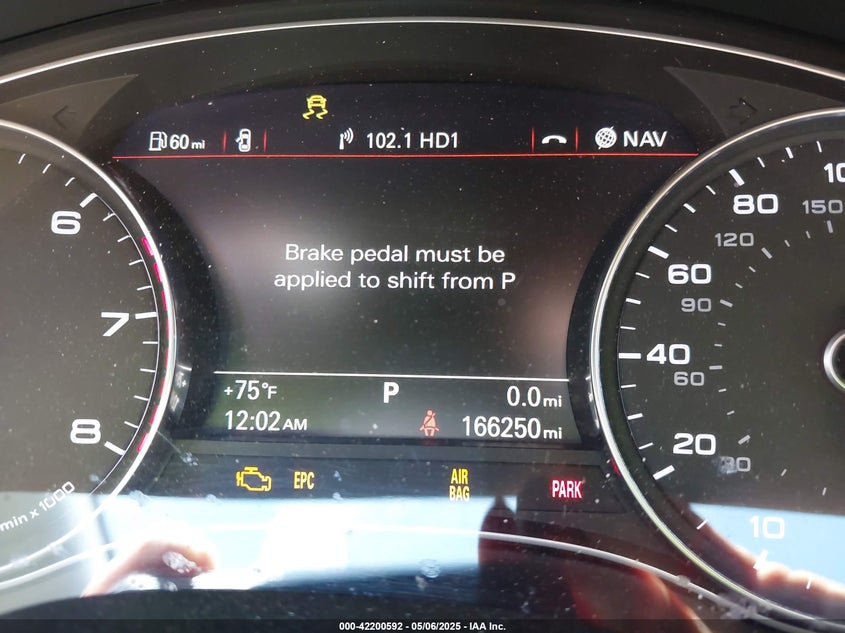 60 mi
102.1 HD1
NAV
Brake pedal must be
applied to shift from P
+75°F
P
0.0 mi
12:02 AM
166250 mi
EPC
AIR
BAG
PARK
6
7
8
min x 1000
10
150
80
120
60
90
40
60
20
30
10
000-42200592 - 05/06/2025 - IAA Inc.